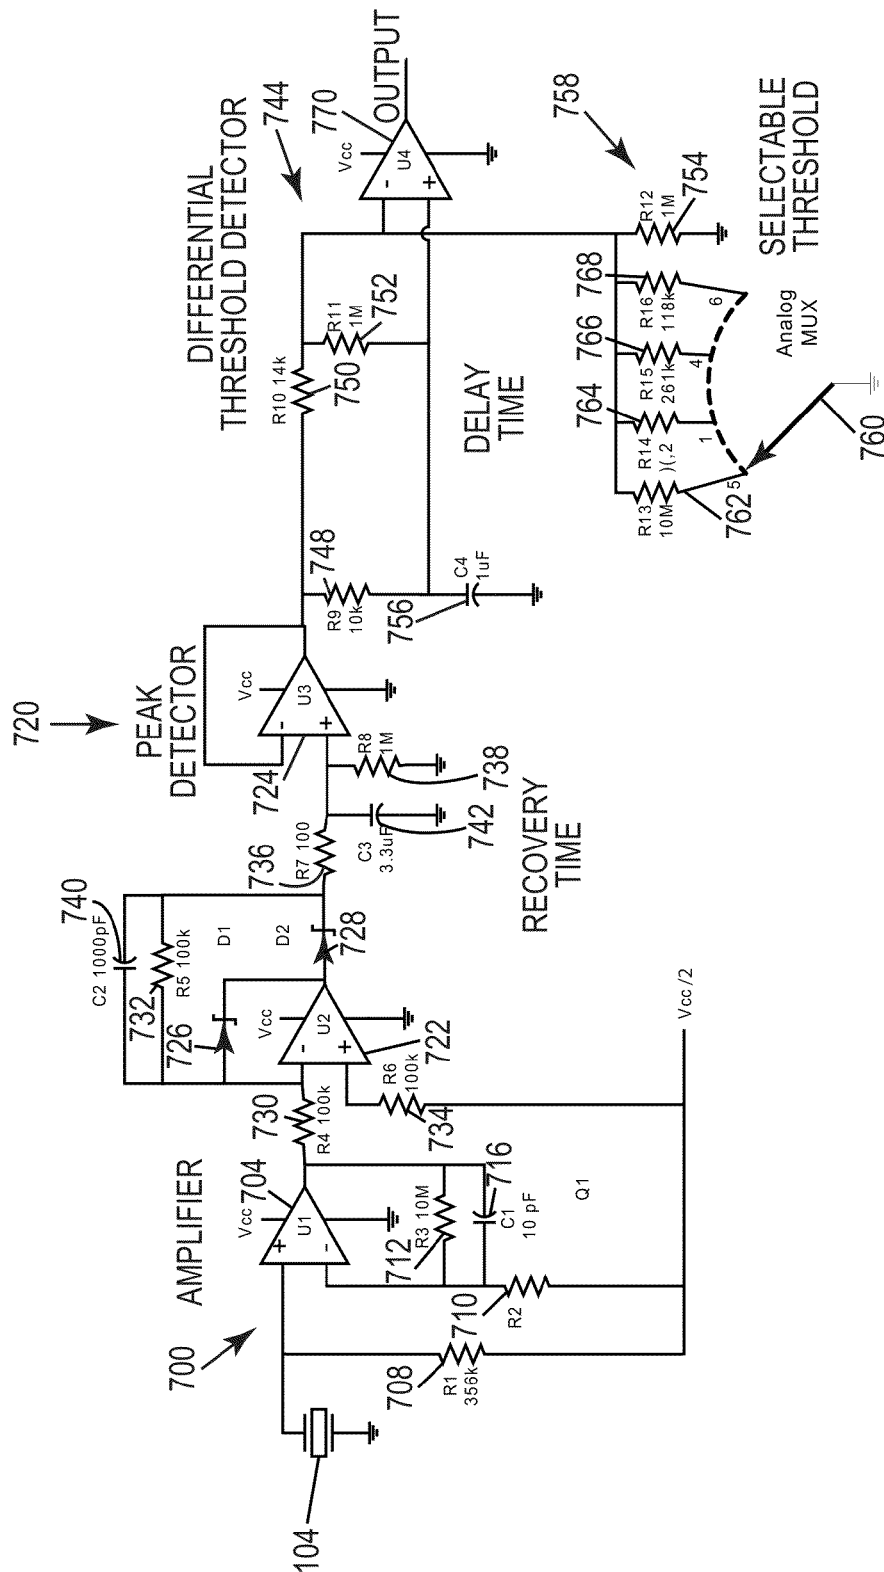 700
AMPLIFIER
704
Vcc
U1
+
-
104
708
R1
356k
710
R2
712
R3 10M
716
C1
10 pF
Q1
Vcc/2
730
R4 100k
734
R6
100k
722
Vcc
U2
-
+
726
732
R5 100k
C2 1000pF
740
D1
D2
728
736
R7 100
C3
3.3uF
742
R8
1M
738
RECOVERY
TIME
720
PEAK
DETECTOR
724
Vcc
U3
-
+
748
R9
10k
756
C4
1uF
DELAY
TIME
DIFFERENTIAL
THRESHOLD DETECTOR
744
R10 14k
750
R11
1M
752
770
Vcc
U4
-
+
OUTPUT
758
R12
1M
754
768
R16
118k
766
R15
261k
764
R14
)(,2
R13
10M
762
5
1
4
6
Analog
MUX
760
SELECTABLE
THRESHOLD